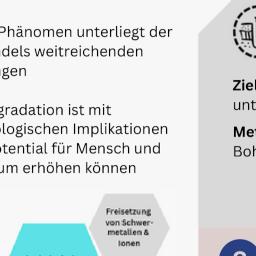 Phänomen unterliegt der
ndels weitreichenden
ngen
gradation ist mit
ologischen Implikationen
otential für Mensch und
um erhöhen können
Freisetzung
von Schwer-
metallen &
Ionen
Ziel
unt
Met
Boh